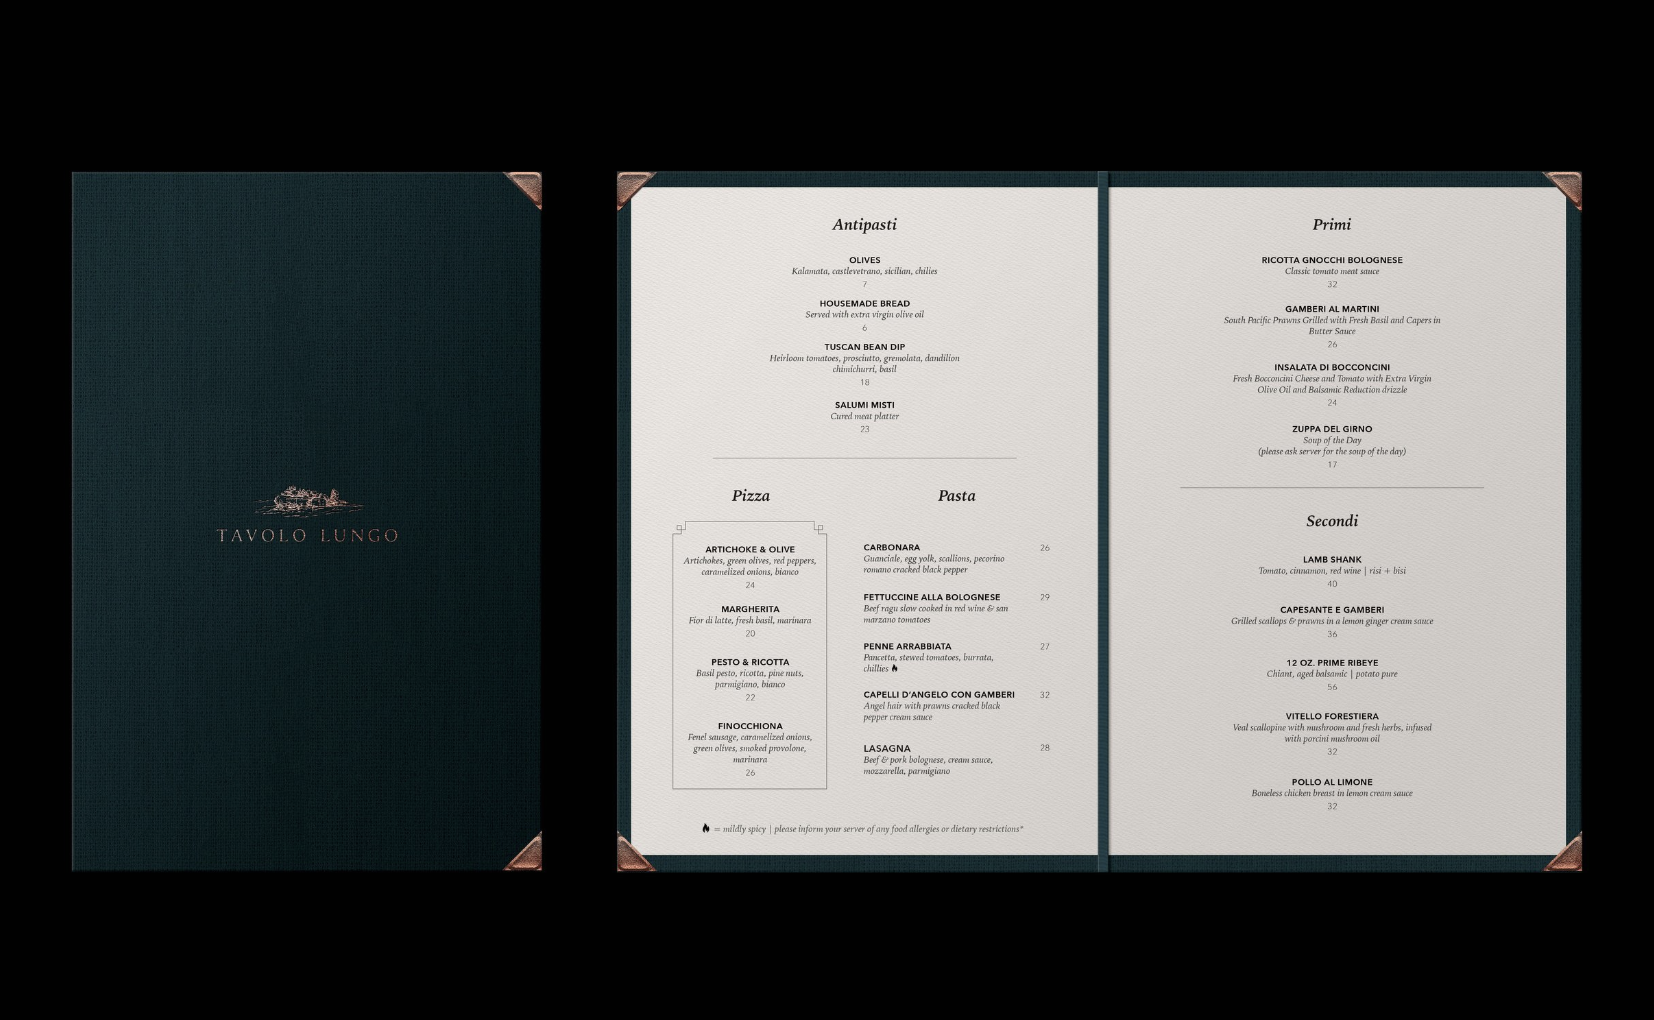 TAVOLO LUNGO
Antipasti
OLIVES
Kalamata, castlevetrano, sicilian, chilies
7
HOUSEMADE BREAD
Served with extra virgin olive oil
6
TUSCAN BEAN DIP
Heirloom tomatoes, prosciutto, gremolata, dandilion
chimichurri, basil
18
SALUMI MISTI
Cured meat platter
23
Pizza
ARTICHOKE & OLIVE
Artichokes, green olives, red peppers,
caramelized onions, bianco
24
MARGHERITA
Fior di latte, fresh basil, marinara
20
PESTO & RICOTTA
Basil pesto, ricotta, pine nuts,
parmigiano, bianco
22
FINOCCHIONA
Fenel sausage, caramelized onions,
green olives, smoked provolone,
marinara
26
Pasta
CARBONARA 26
Guanciale, egg yolk, scallions, pecorino
romano cracked black pepper
FETTUCCINE ALLA BOLOGNESE 29
Beef ragu slow cooked in red wine & san
marzano tomatoes
PENNE ARRABBIATA 27
Pancetta, stewed tomatoes, burrata,
chillies
CAPELLI D'ANGELO CON GAMBERI 32
Angel hair with prawns cracked black
pepper cream sauce
LASAGNA 28
Beef & pork bolognese, cream sauce,
mozzarella, parmigiano
= mildly spicy | please inform your server of any food allergies or dietary restrictions*
Primi
RICOTTA GNOCCHI BOLOGNESE
Classic tomato meat sauce
32
GAMBERI AL MARTINI
South Pacific Prawns Grilled with Fresh Basil and Capers in
Butter Sauce
26
INSALATA DI BOCCONCINI
Fresh Bocconcini Cheese and Tomato with Extra Virgin
Olive Oil and Balsamic Reduction drizzle
24
ZUPPA DEL GIRNO
Soup of the Day
(please ask server for the soup of the day)
17
Secondi
LAMB SHANK
Tomato, cinnamon, red wine | risi + bisi
40
CAPESANTE E GAMBERI
Grilled scallops & prawns in a lemon ginger cream sauce
36
12 OZ. PRIME RIBEYE
Chiant, aged balsamic | potato pure
56
VITELLO FORESTIERA
Veal scallopine with mushroom and fresh herbs, infused
with porcini mushroom oil
32
POLLO AL LIMONE
Boneless chicken breast in lemon cream sauce
32